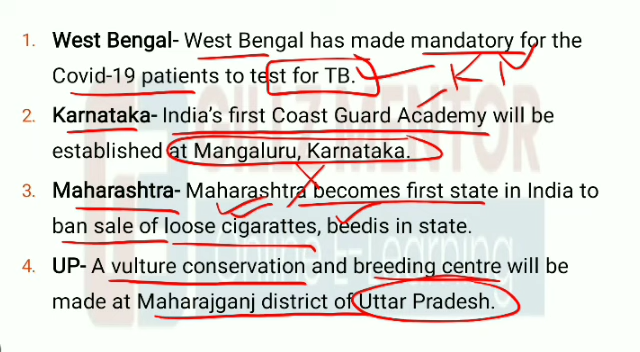 1. West Bengal- West Bengal has made mandatory for the
Covid-19 patients to test for TB.
2. Karnataka- India's first Coast Guard Academy will be
established at Mangaluru, Karnataka.
3. Maharashtra- Maharashtra becomes first state in India to
ban sale of loose cigarattes, beedis in state.
4. UP- A vulture conservation and breeding centre will be
made at Maharajganj district of Uttar Pradesh.